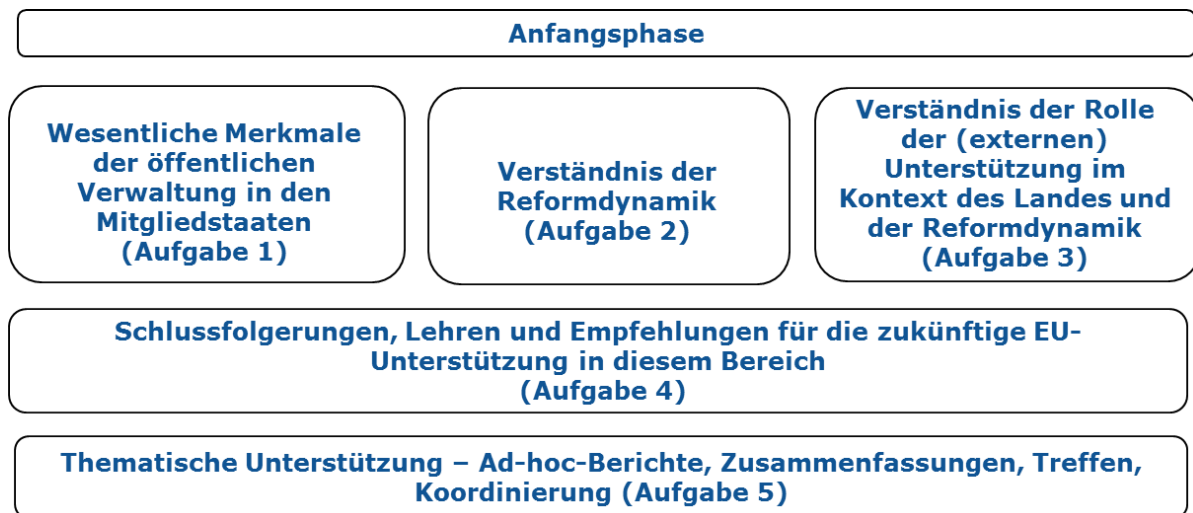 Anfangsphase
Wesentliche Merkmale
der öffentlichen
Verwaltung in den
Mitgliedstaaten
(Aufgabe 1)
Verständnis der
Reformdynamik
(Aufgabe 2)
Verständnis der Rolle
der (externen)
Unterstützung im
Kontext des Landes und
der Reformdynamik
(Aufgabe 3)
Schlussfolgerungen, Lehren und Empfehlungen für die zukünftige EU-
Unterstützung in diesem Bereich
(Aufgabe 4)
Thematische Unterstützung – Ad-hoc-Berichte, Zusammenfassungen, Treffen,
Koordinierung (Aufgabe 5)